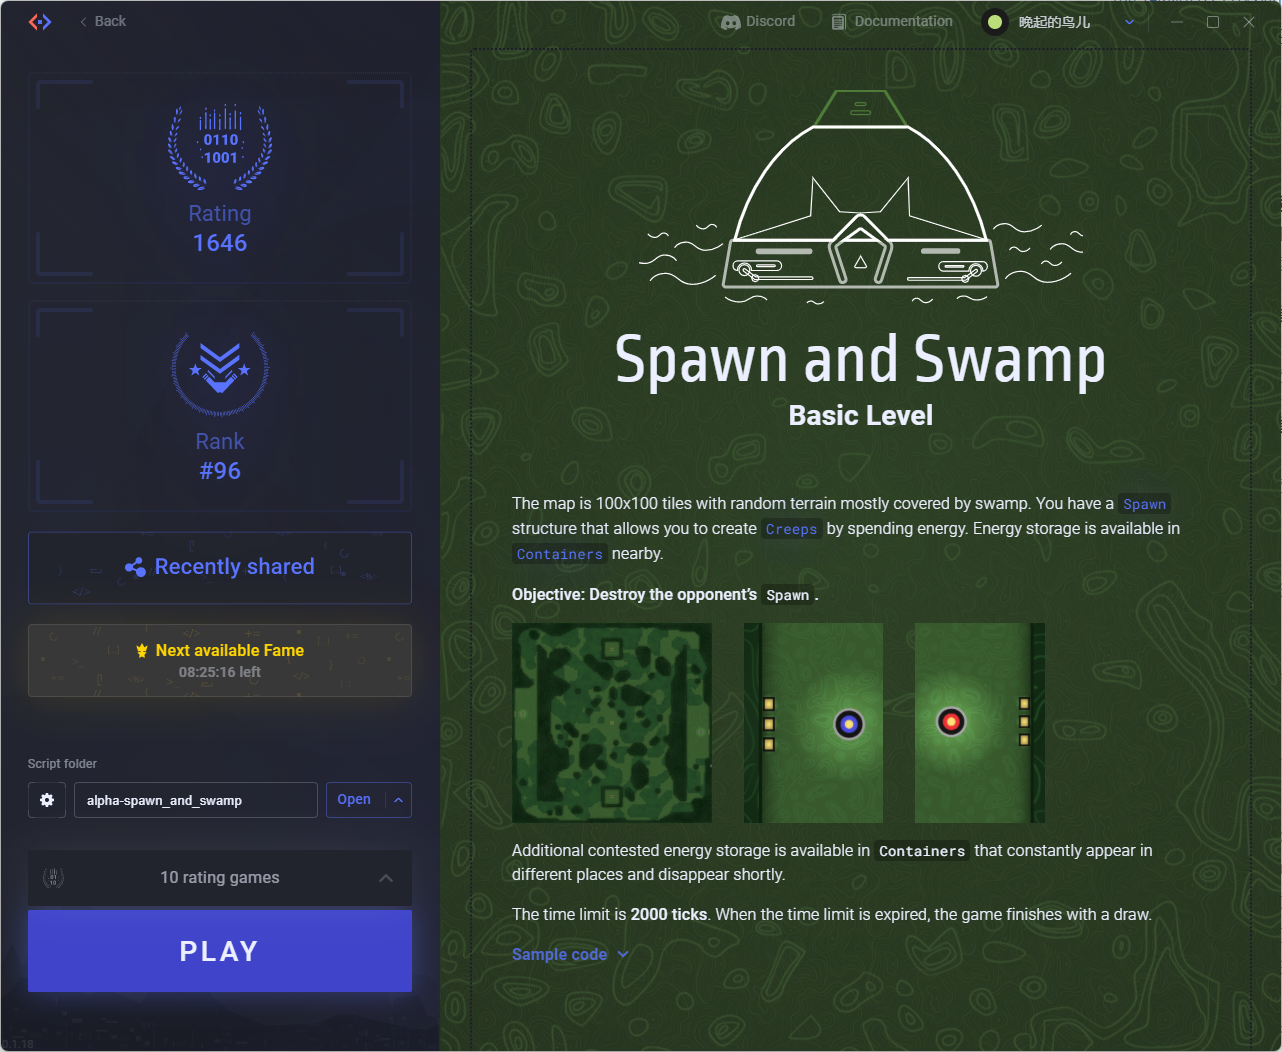 Back
Discord
Documentation
晚起的鸟儿
0110
1001
Rating
1646
Rank
#96
Recently shared
Next available Fame
08:25:16 left
Script folder
alpha-spawn_and_swamp
Open
10 rating games
PLAY
0.1.18
Spawn and Swamp
Basic Level
The map is 100x100 tiles with random terrain mostly covered by swamp. You have a Spawn
structure that allows you to create Creeps by spending energy. Energy storage is available in
Containers nearby.
Objective: Destroy the opponent’s Spawn .
Additional contested energy storage is available in Containers that constantly appear in
different places and disappear shortly.
The time limit is 2000 ticks. When the time limit is expired, the game finishes with a draw.
Sample code